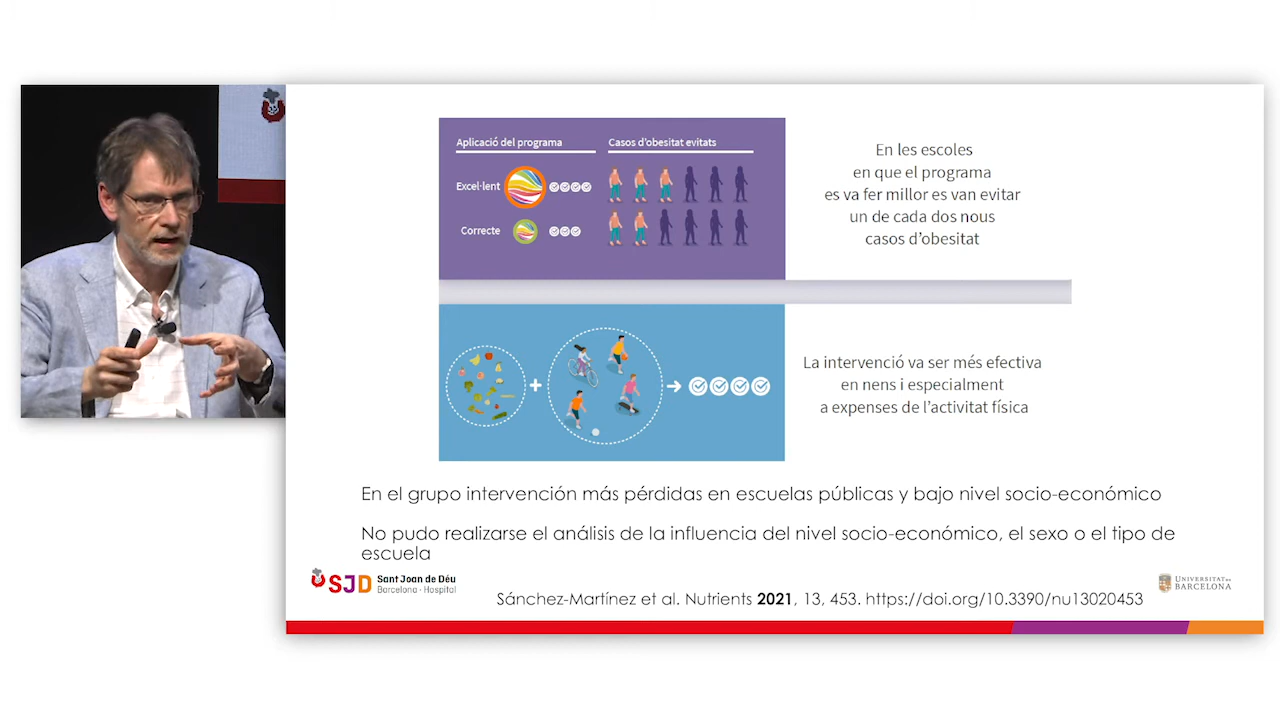 Aplicació del programa
Casos d'obesitat evitats
Excel·lent
Correcte
En les escoles
en que el programa
es va fer millor es van evitar
un de cada dos nous
casos d'obesitat
La intervenció va ser més efectiva
en nens i especialment
a expenses de l'activitat física
En el grupo intervención más pérdidas en escuelas públicas y bajo nivel socio-económico
No pudo realizarse el análisis de la influencia del nivel socio-económico, el sexo o el tipo de
escuela
SJD Sant Joan de Déu
Barcelona · Hospital
UNIVERSITAT DE
BARCELONA
Sánchez-Martínez et al. Nutrients 2021, 13, 453. https://doi.org/10.3390/nu13020453